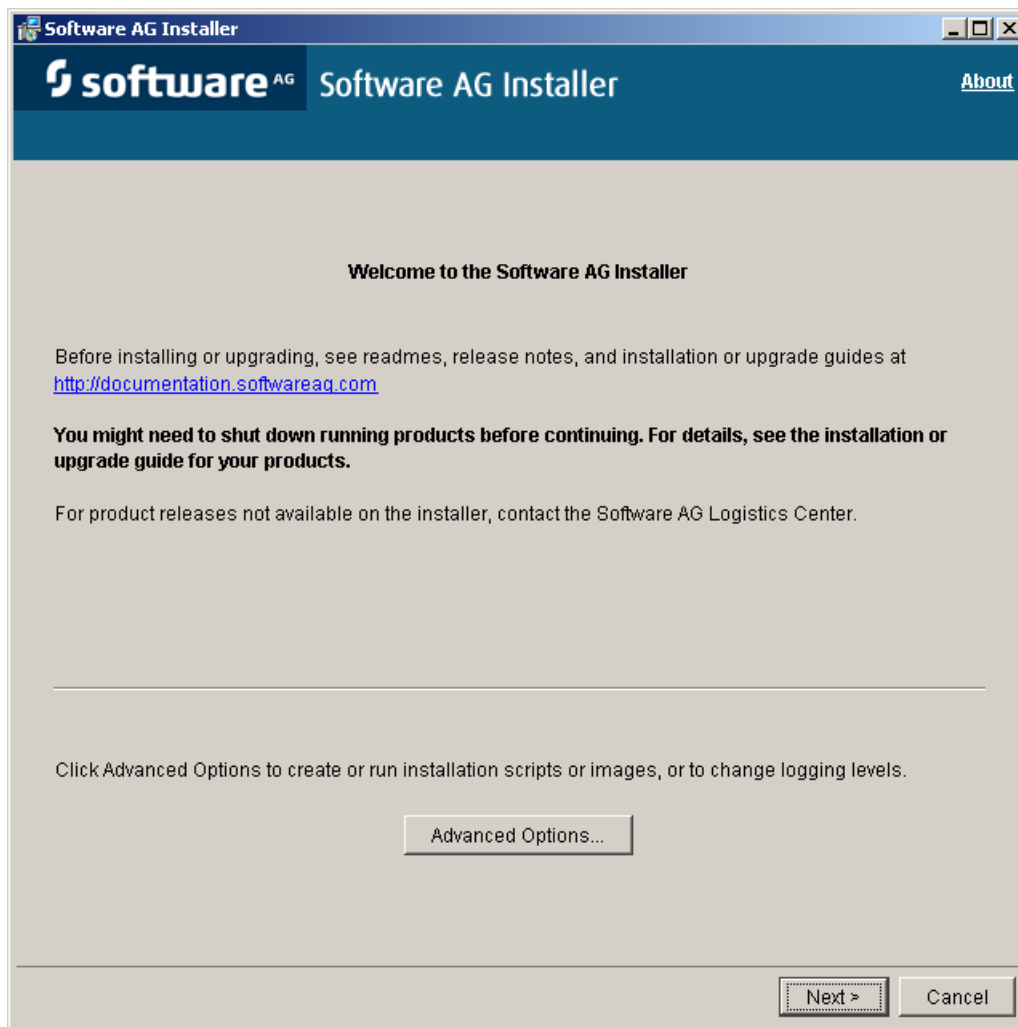 Software AG Installer
software AG Software AG Installer About
Welcome to the Software AG Installer
Before installing or upgrading, see readmes, release notes, and installation or upgrade guides at
http://documentation.softwareag.com
You might need to shut down running products before continuing. For details, see the installation or
upgrade guide for your products.
For product releases not available on the installer, contact the Software AG Logistics Center.
Click Advanced Options to create or run installation scripts or images, or to change logging levels.
Advanced Options...
Next > Cancel